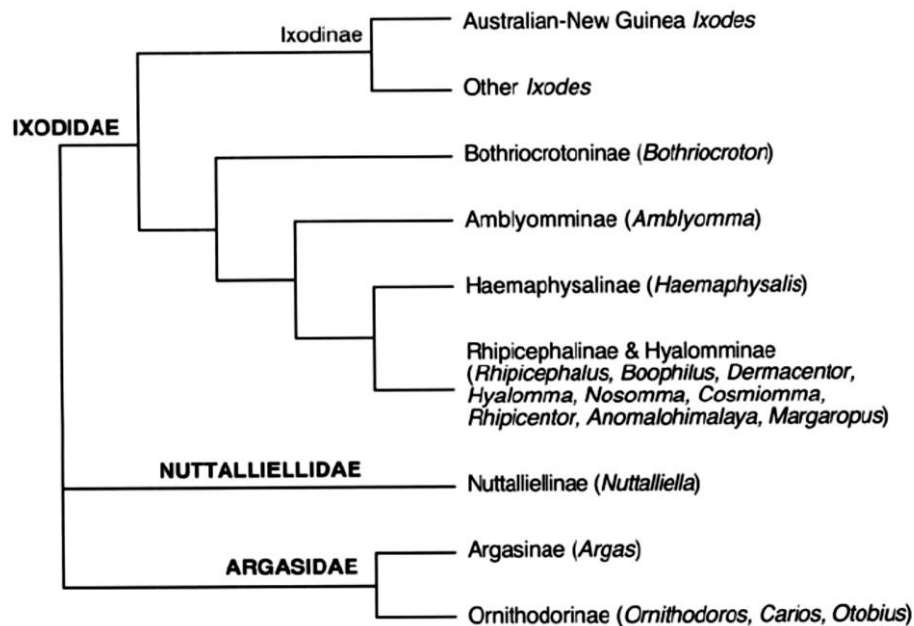 Australian-New Guinea Ixodes
Ixodinae
Other Ixodes
IXODIDAE
Bothriocrotoninae (Bothriocroton)
Amblyomminae (Amblyomma)
Haemaphysalinae (Haemaphysalis)
Rhipicephalinae & Hyalomminae
(Rhipicephalus, Boophilus, Dermacentor,
Hyalomma, Nosomma, Cosmiomma,
Rhipicentor, Anomalohimalaya, Margaropus)
NUTTALLIELLIDAE
Nuttalliellinae (Nuttalliella)
Argasinae (Argas)
ARGASIDAE
Ornithodorinae (Ornithodoros, Carios, Otobius)